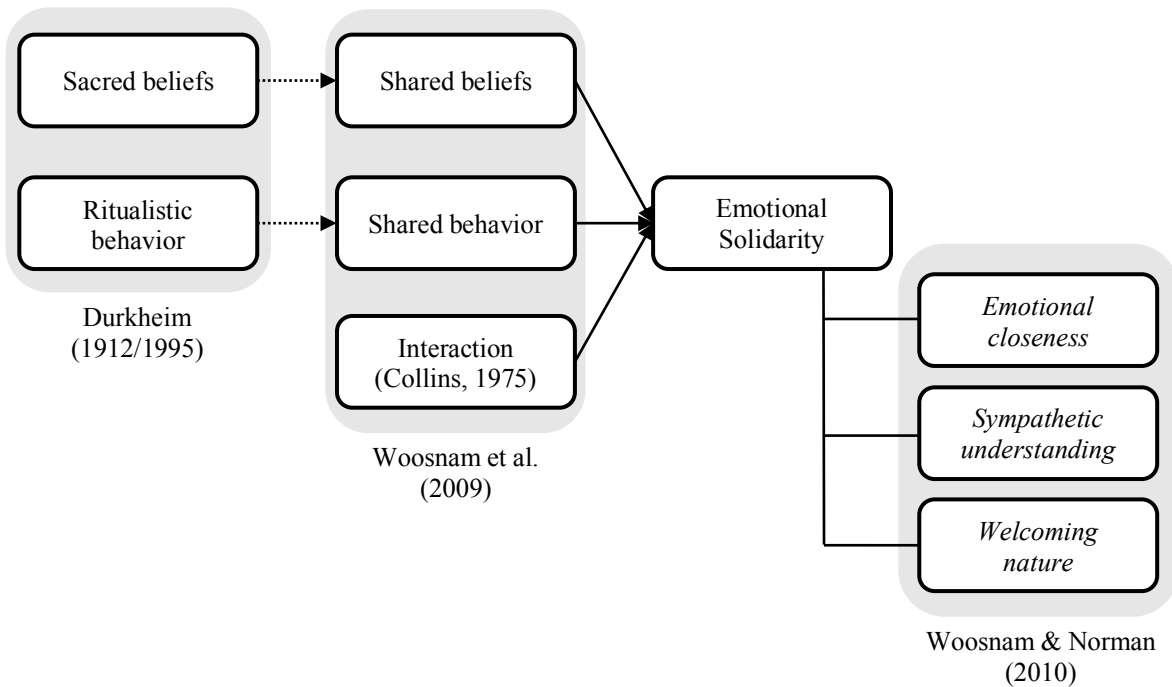 Sacred beliefs
Ritualistic
behavior
Durkheim
(1912/1995)
Shared beliefs
Shared behavior
Interaction
(Collins, 1975)
Woosnam et al.
(2009)
Emotional
Solidarity
Emotional
closeness
Sympathetic
understanding
Welcoming
nature
Woosnam & Norman
(2010)